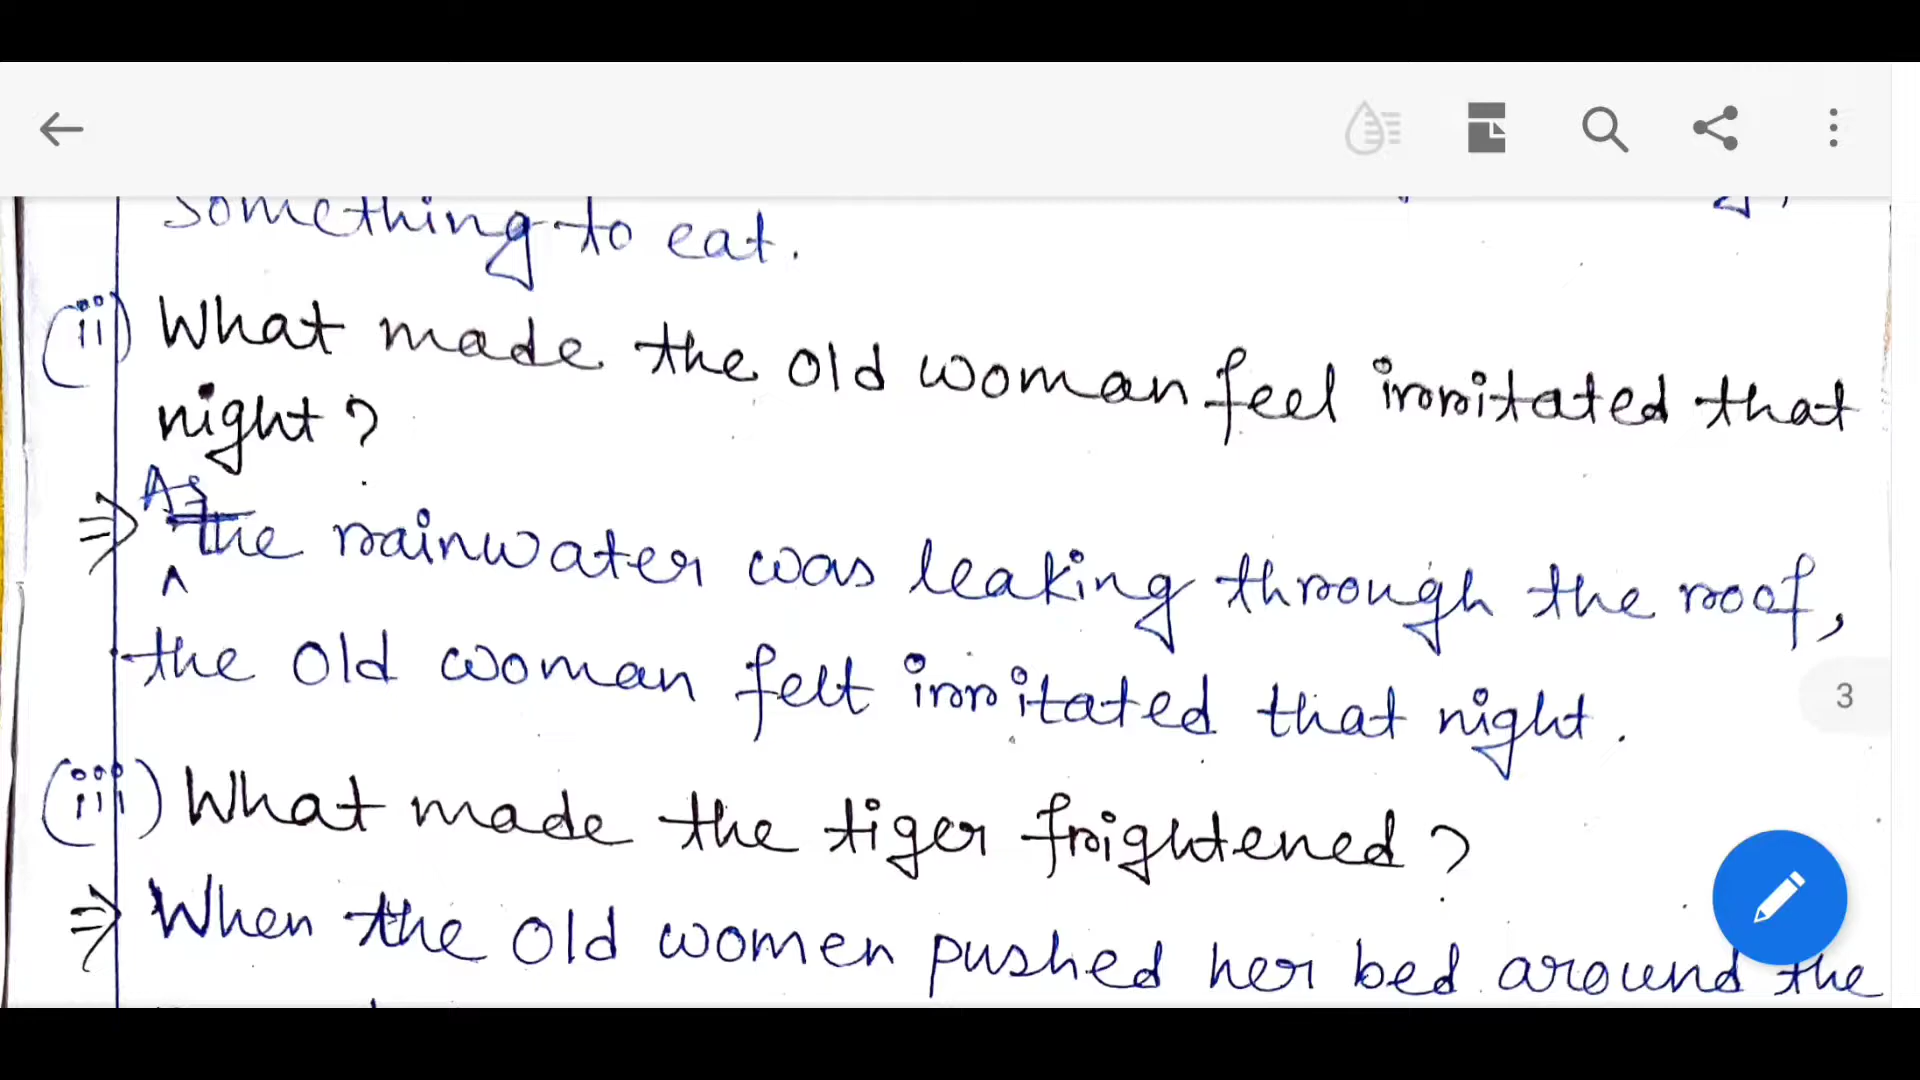 something to eat.
(ii) What made the old woman feel irritated that
night?
⇒ As the rainwater was leaking through the roof,
the old woman felt irritated that night.
3
(iii) What made the tiger frightened?
⇒ When the old women pushed her bed around the